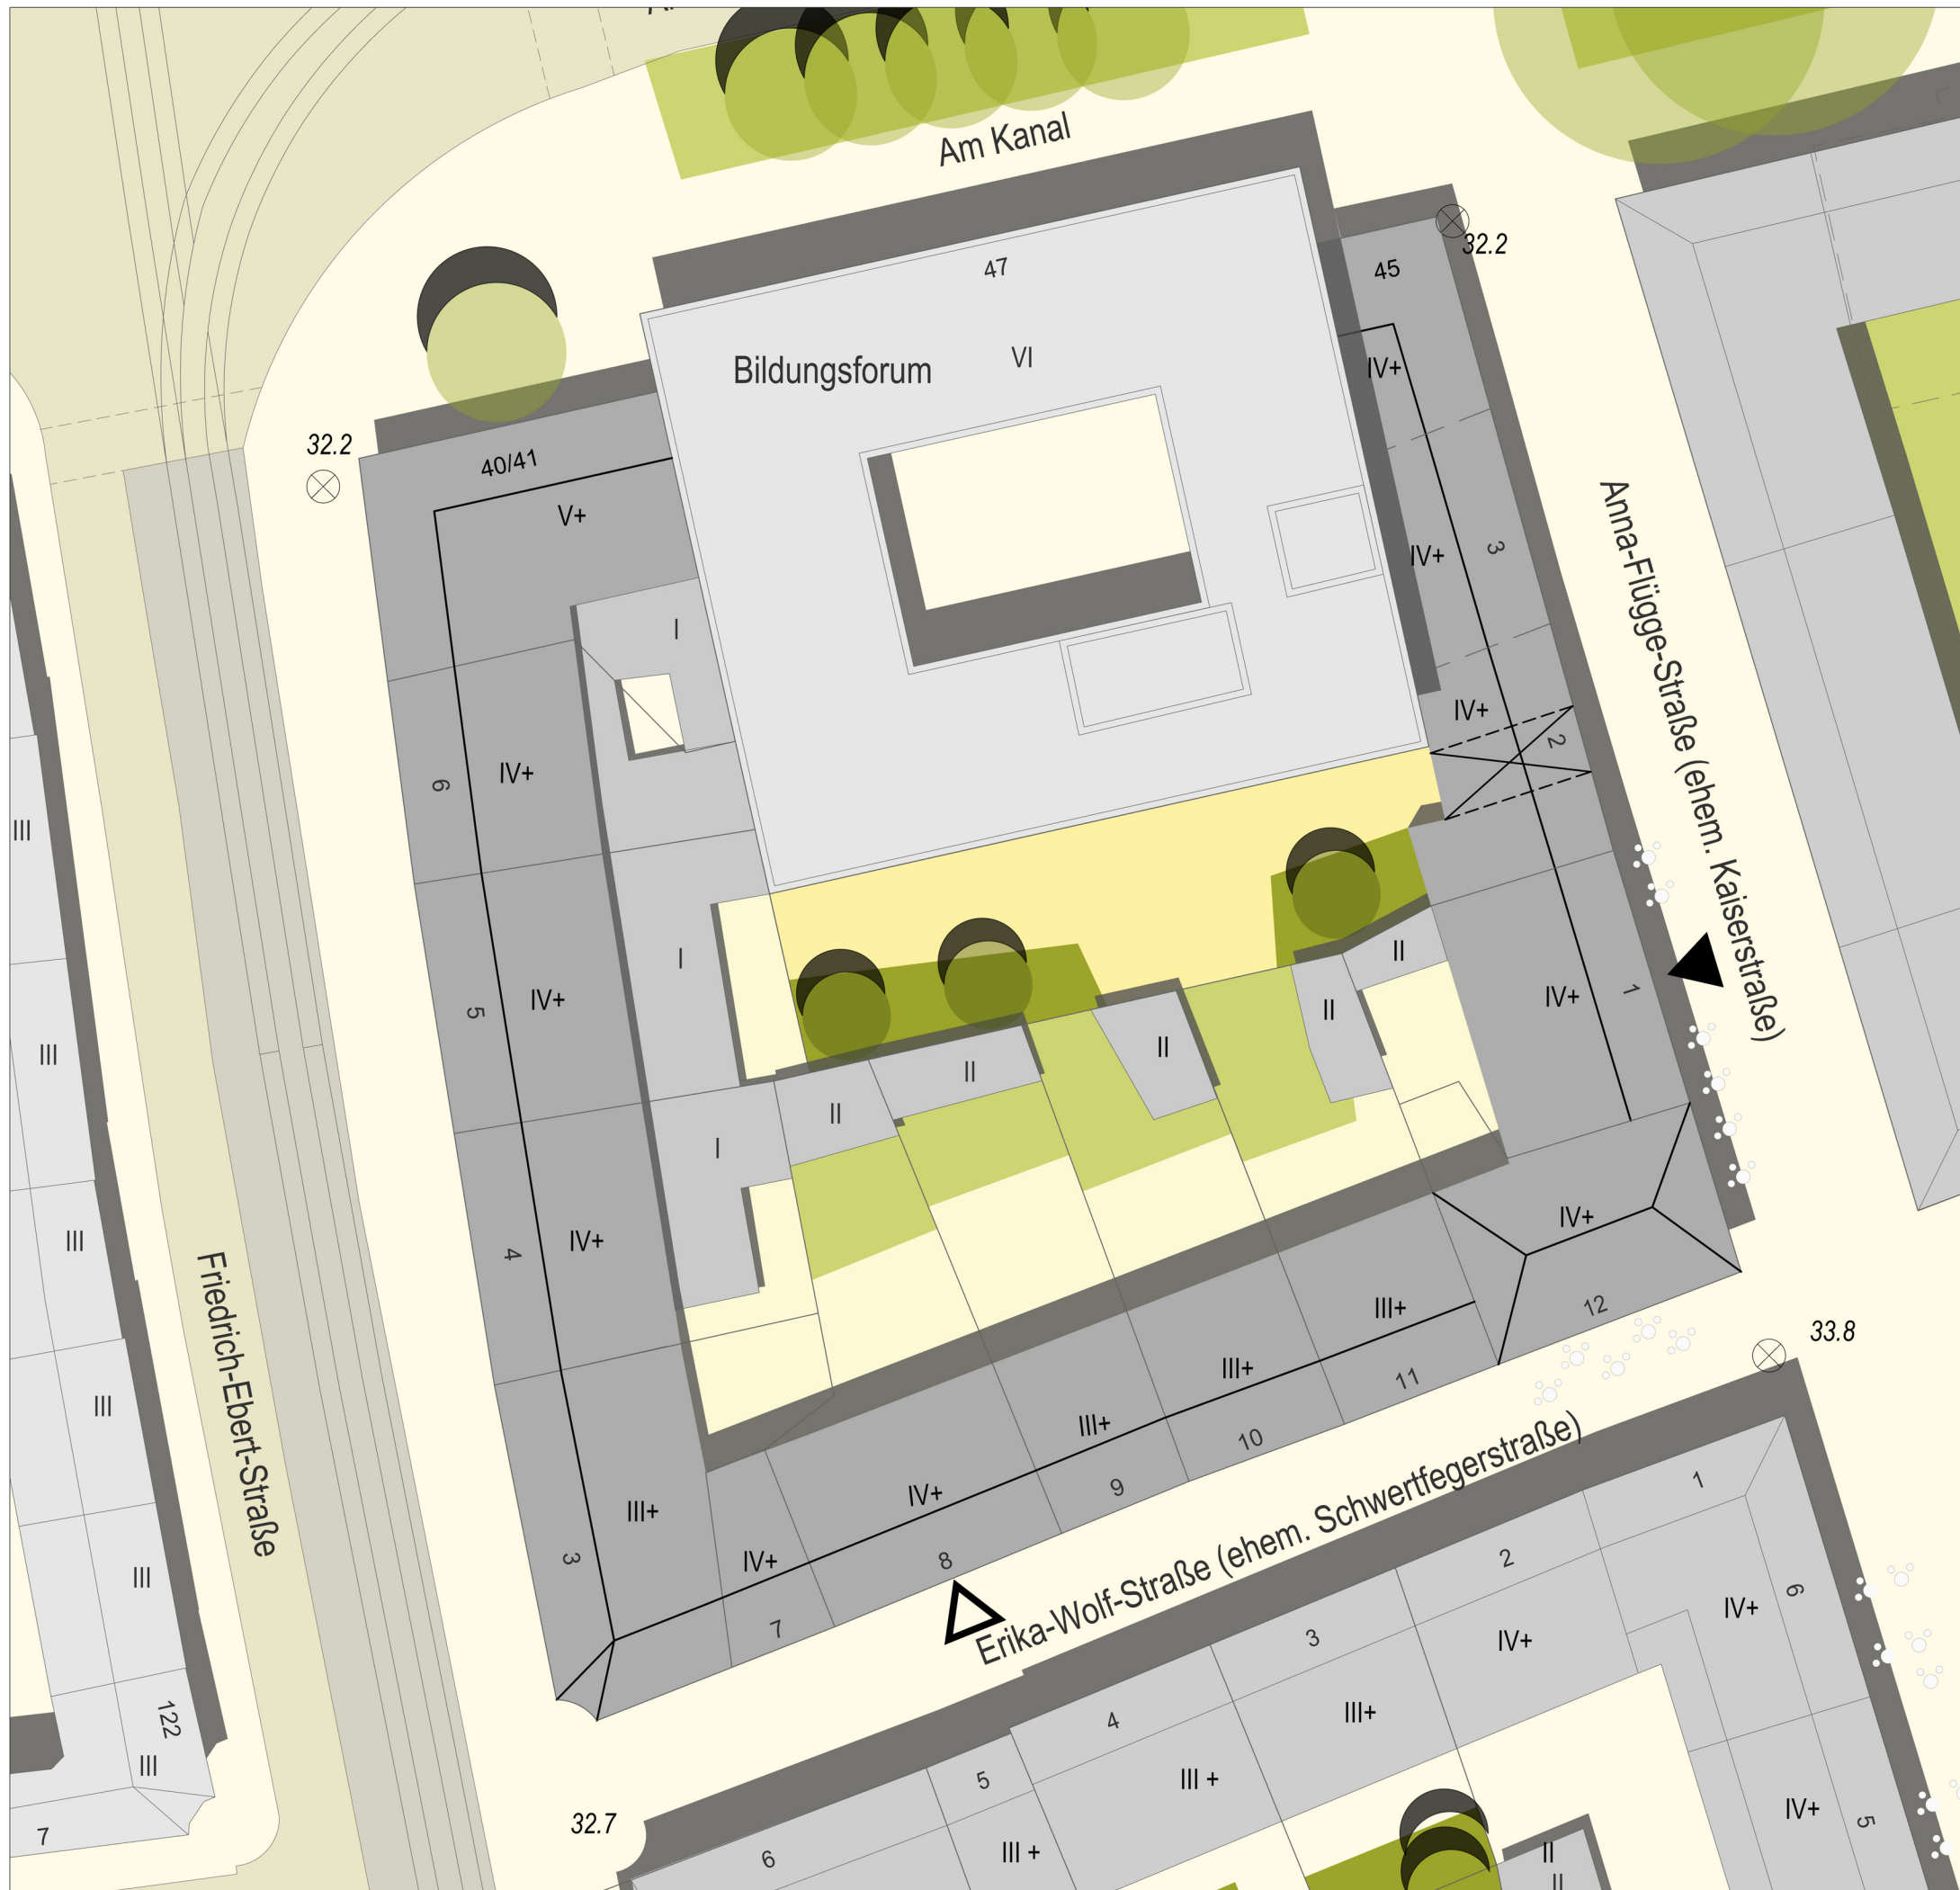 Am Kanal
47
45
32.2
Bildungsforum
VI
IV+
32.2
40/41
V+
3
IV+
Anna-Flügge-Straße (ehem. Kaiserstraße)
I
IV+
2
6
IV+
I
II
5
IV+
IV+
1
II
II
II
II
I
4
IV+
IV+
12
III+
33.8
III+
11
III+
10
IV+
9
III+
IV+
8
3
7
Erika-Wolf-Straße (ehem. Schwertfegerstraße)
Friedrich-Ebert-Straße
III
III
III
III
III
122
III
7
32.7
1
2
IV+
6
3
IV+
4
III+
5
III +
IV+
5
6
III +
II
II